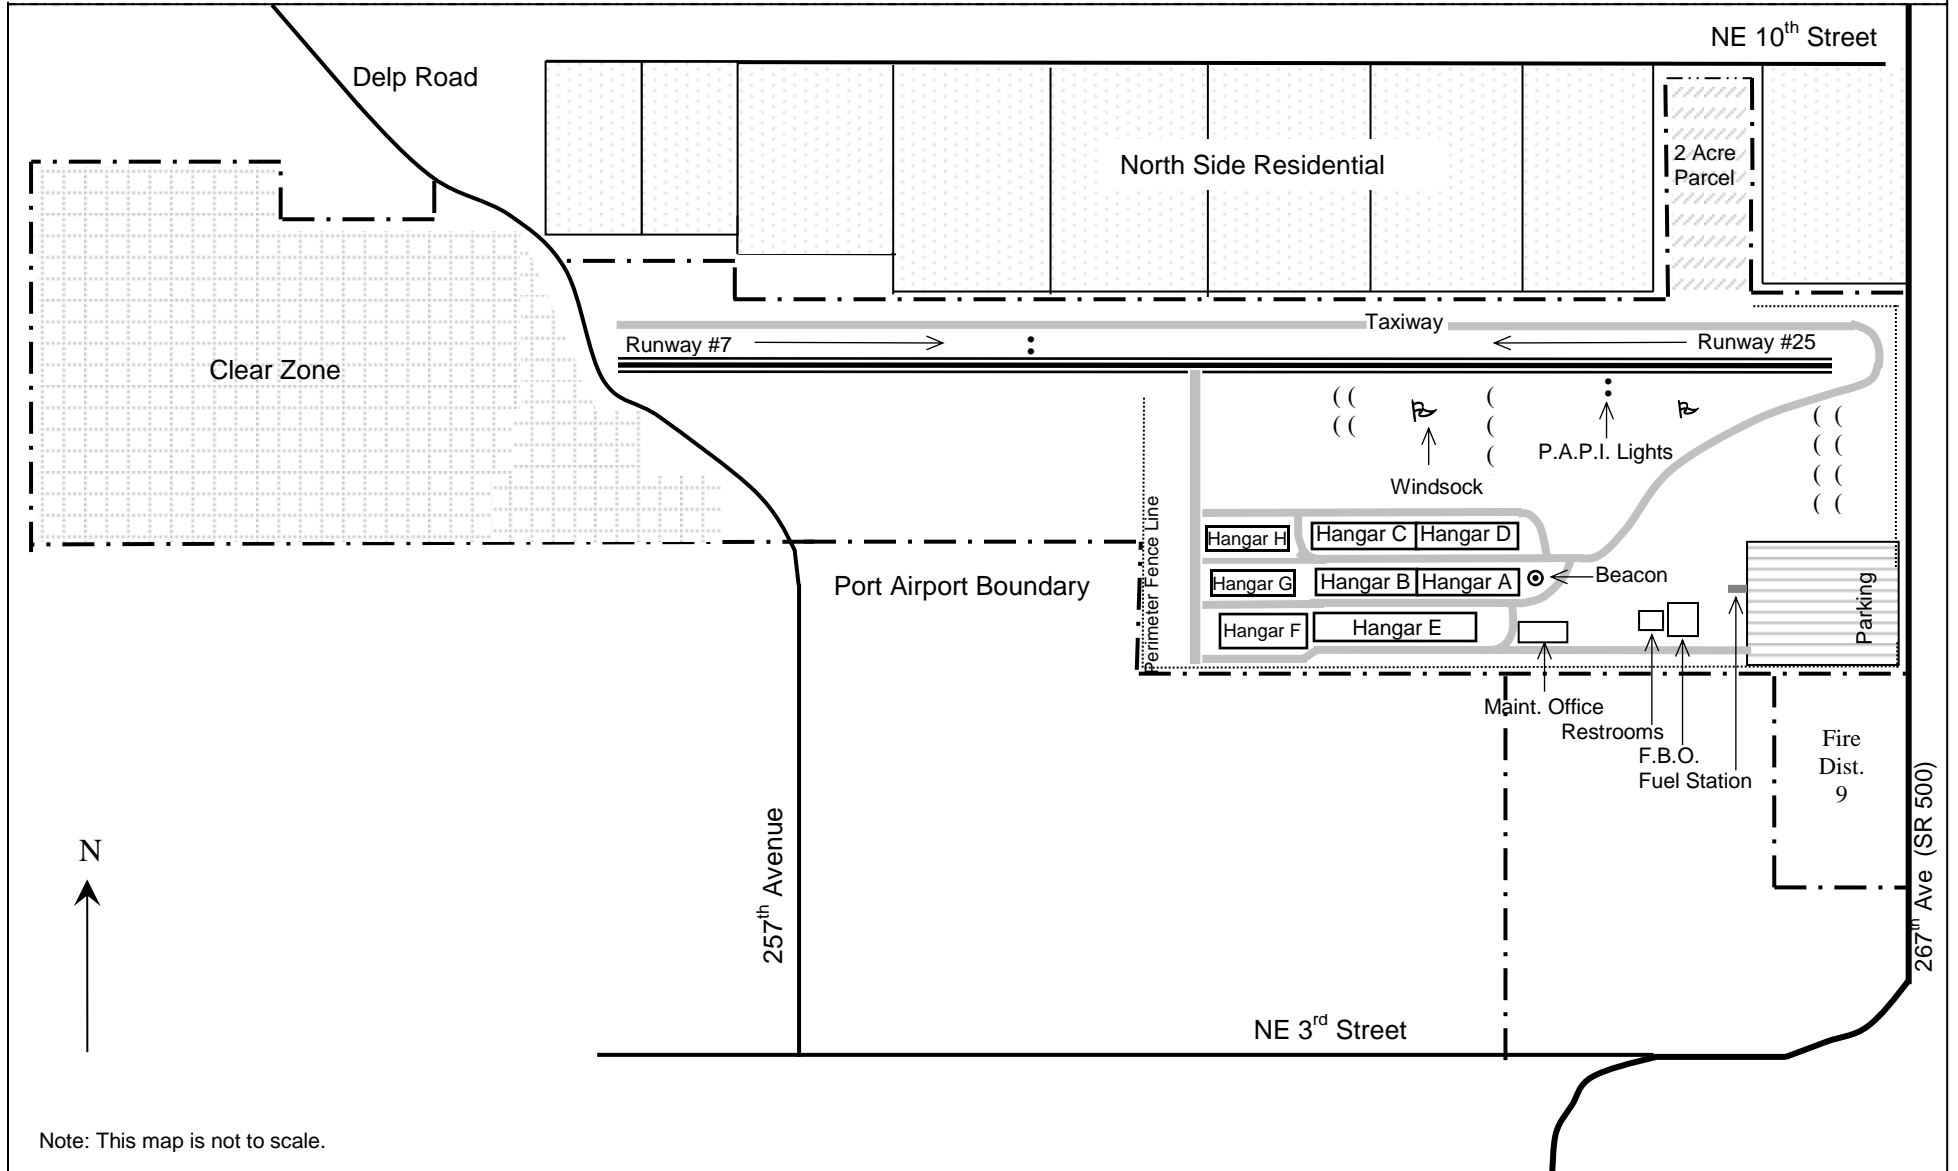 NE 10th Street
Delp Road
North Side Residential
2 Acre
Parcel
Taxiway
Runway #7
Runway #25
Clear Zone
P.A.P.I. Lights
Windsock
Perimeter Fence Line
Hangar H
Hangar C
Hangar D
Hangar G
Hangar B
Hangar A
Beacon
Port Airport Boundary
Hangar F
Hangar E
Parking
Maint. Office
Restrooms
F.B.O.
Fuel Station
Fire
Dist.
9
257th Avenue
267th Ave (SR 500)
N
NE 3rd Street
Note: This map is not to scale.